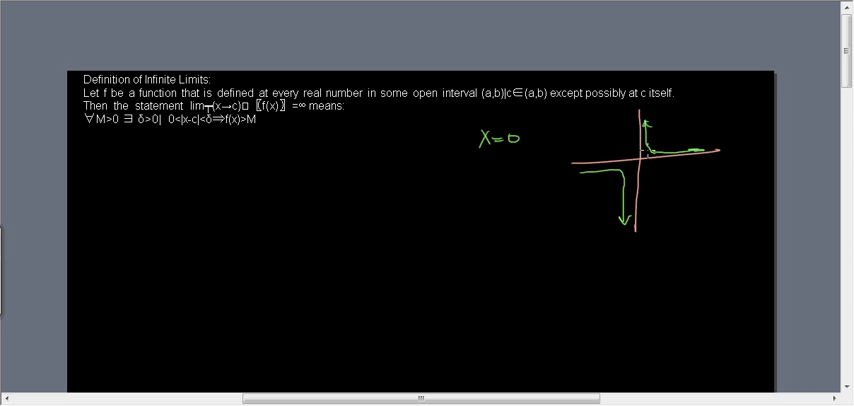 Definition of Infinite Limits:
Let f be a function that is defined at every real number in some open interval (a,b)|c∈(a,b) except possibly at c itself.
Then the statement lim┬(x→c)□ 〖f(x)〗 =∞ means:
∀M>0 ∃ δ>0| 0<|x-c|<δ⇒f(x)>M
X=0